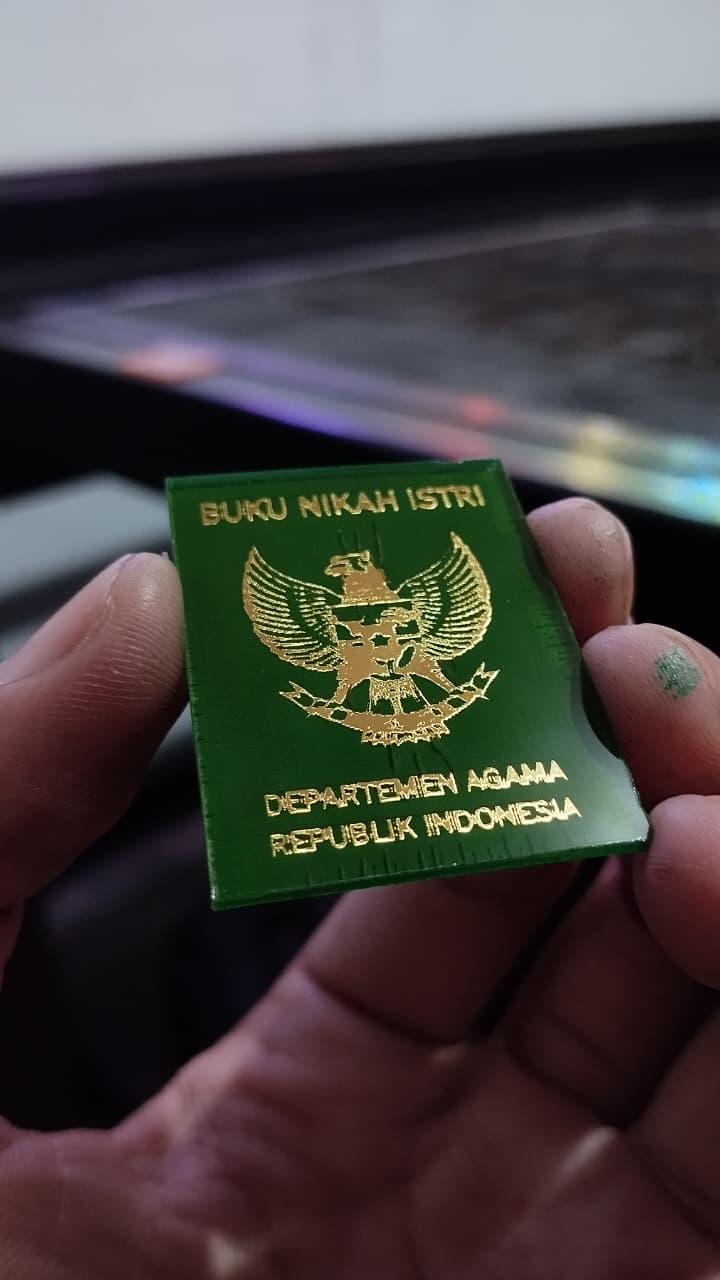 BUKU NIKAH ISTRI
DEPARTEMEN AGAMA
REPUBLIK INDONESIA